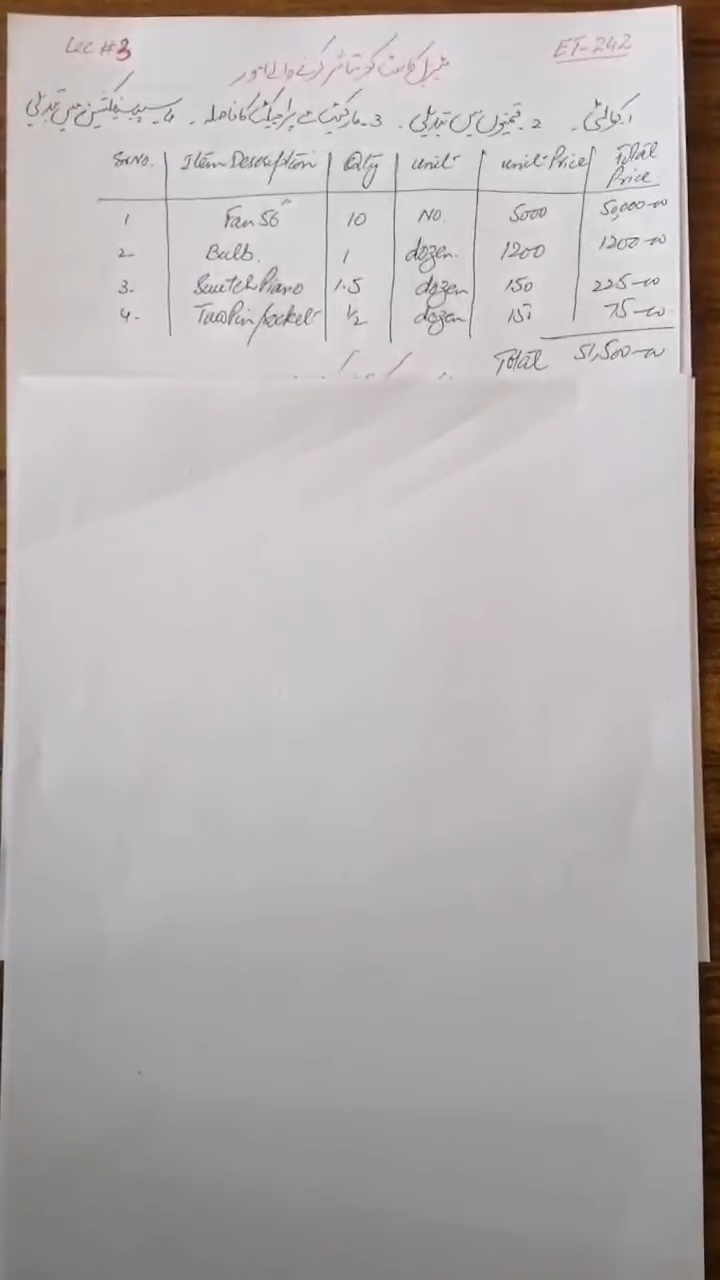 Lec #3
ET-242
میٹریل کاسٹ کو متاثر کرنے والے امور
1. کوالٹی . 2. قیمتوں میں تبدیلی . 3. مارکیٹ سے پراجیکٹ کا فاصلہ . 4. سپیسیفیکیشن میں تبدیلی
Sr.No. Item Description Qty unit unit Price Total Price
1 Fan 56" 10 No. 5000 50,000-00
2- Bulb. 1 dozen. 1200 1200-00
3. Switch Piano 1.5 dozen 150 225-00
4- Two Pin Socket 1/2 dozen 150 75-00
Total 51,500-00